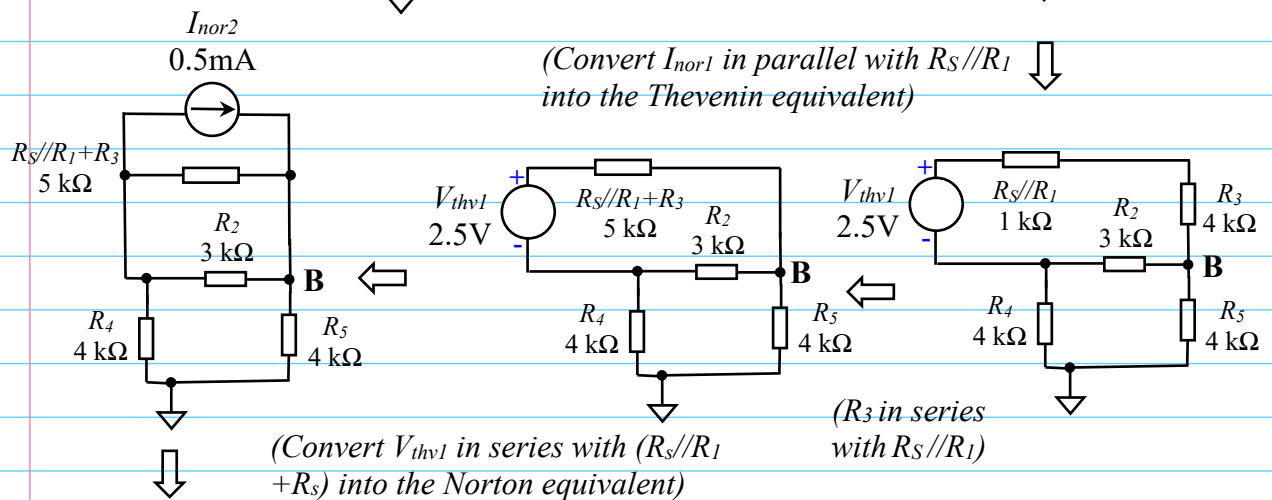 I_nor2
0.5mA
(Convert I_nor1 in parallel with R_S//R_1
into the Thevenin equivalent)
R_S//R_1+R_3
5 kΩ
R_2
3 kΩ
B
R_4
4 kΩ
R_5
4 kΩ
+
V_thv1
2.5V
-
R_S//R_1+R_3
5 kΩ
R_2
3 kΩ
B
R_4
4 kΩ
R_5
4 kΩ
+
V_thv1
2.5V
-
R_S//R_1
1 kΩ
R_3
4 kΩ
R_2
3 kΩ
B
R_4
4 kΩ
R_5
4 kΩ
(R_3 in series
with R_S//R_1)
(Convert V_thv1 in series with (R_s//R_1
+R_s) into the Norton equivalent)